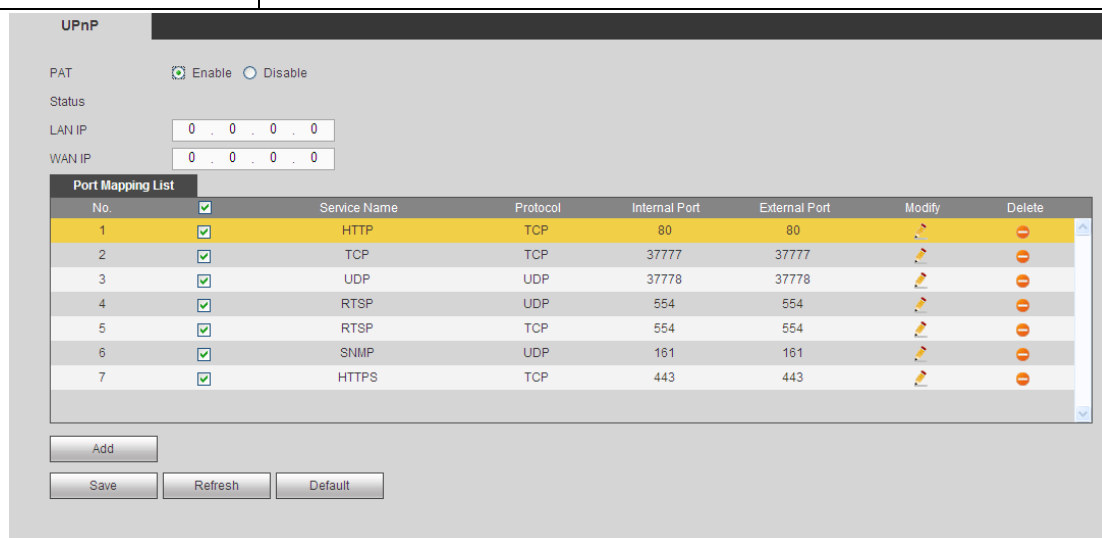 UPnP
PAT Enable Disable
Status
LAN IP 0 . 0 . 0 . 0
WAN IP 0 . 0 . 0 . 0
Port Mapping List
No. Service Name Protocol Internal Port External Port Modify Delete
1 HTTP TCP 80 80
2 TCP TCP 37777 37777
3 UDP UDP 37778 37778
4 RTSP UDP 554 554
5 RTSP TCP 554 554
6 SNMP UDP 161 161
7 HTTPS TCP 443 443
Add
Save Refresh Default